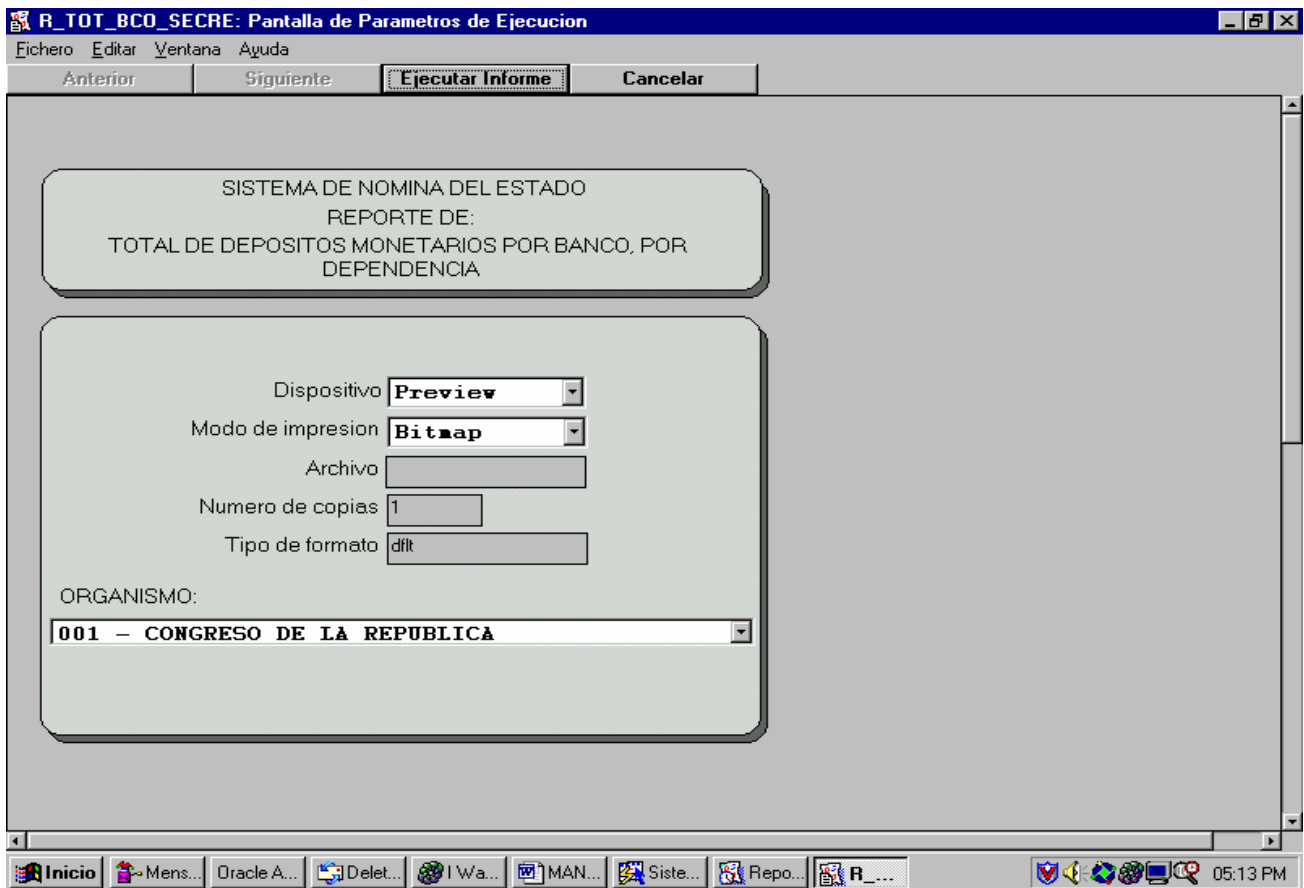 R_TOT_BCO_SECRE: Pantalla de Parametros de Ejecucion
Fichero Editar Ventana Ayuda
Anterior Siguiente Ejecutar Informe Cancelar
SISTEMA DE NOMINA DEL ESTADO
REPORTE DE:
TOTAL DE DEPOSITOS MONETARIOS POR BANCO, POR
DEPENDENCIA
Dispositivo Preview
Modo de impresion Bitmap
Archivo
Numero de copias 1
Tipo de formato dflt
ORGANISMO:
001 - CONGRESO DE LA REPUBLICA
Inicio Mens... Oracle A... Delet... I Wa... MAN... Siste... Repo... R_... 05:13 PM